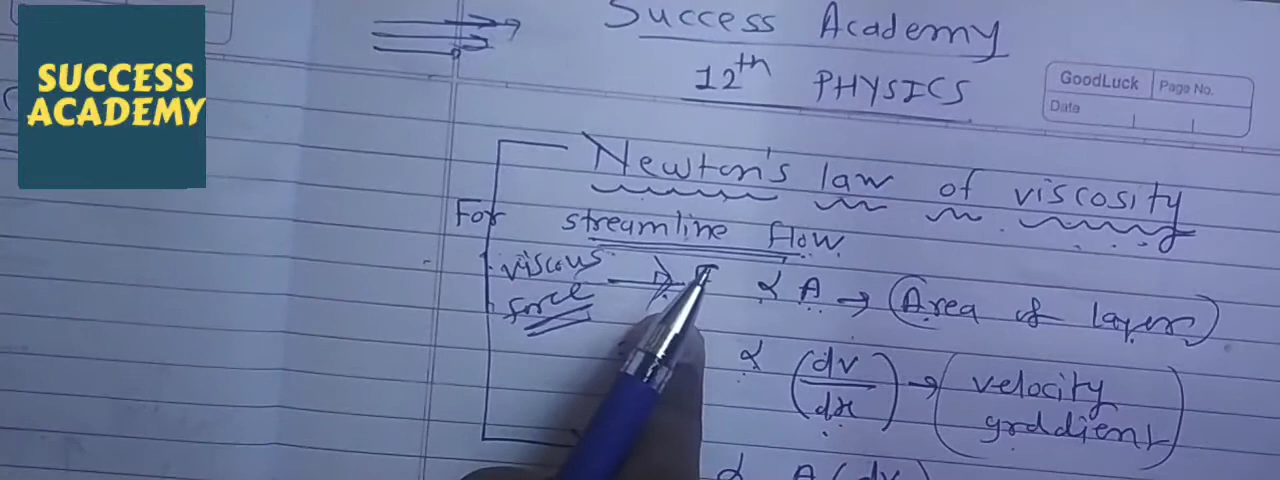 SUCCESS
ACADEMY
Success Academy
12th PHYSICS
GoodLuck Page No.
Date
Newton's law of viscosity
For streamline flow
viscous force → F ∝ A → (Area of layer)
∝ (dv/dx) → (velocity gradient)
∝ A (dv